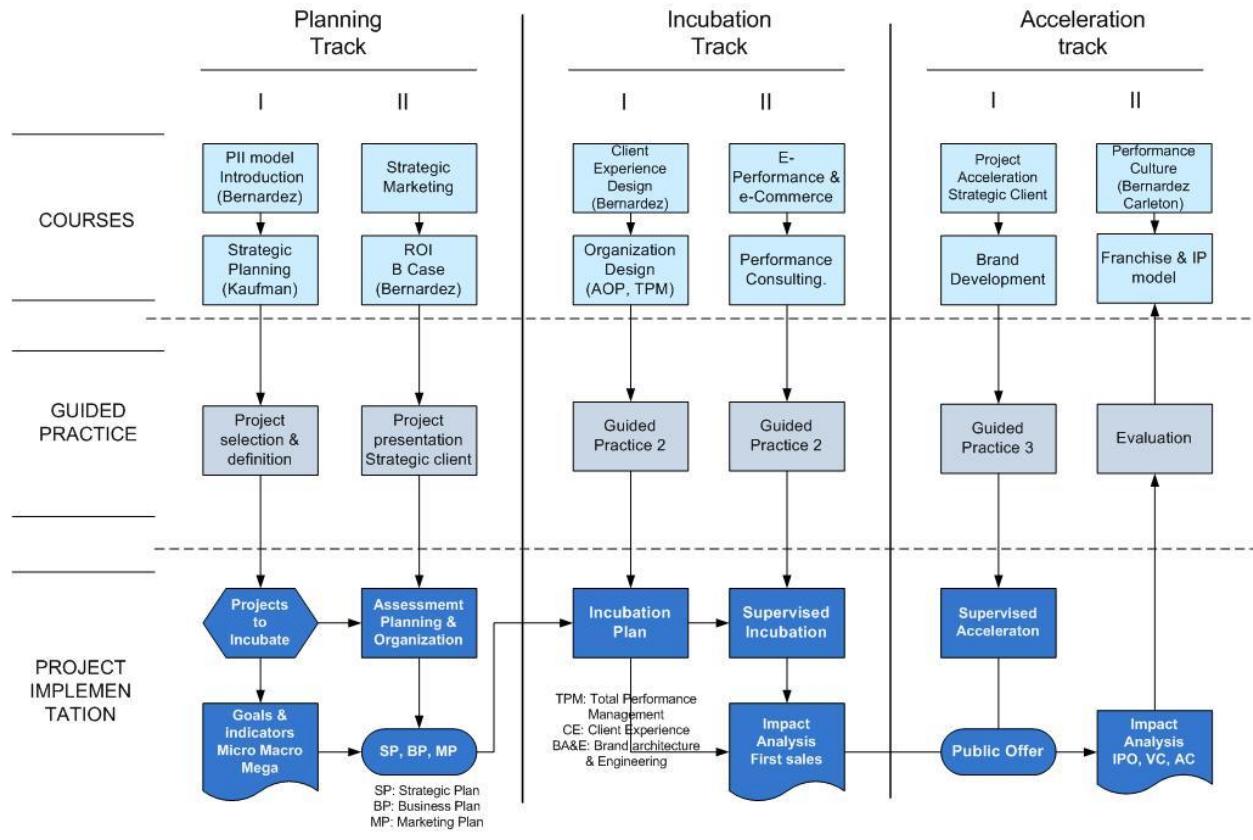 Planning
Track
Incubation
Track
Acceleration
track
I
II
I
II
I
II
COURSES
PII model
Introduction
(Bernardez)
Strategic
Marketing
Client
Experience
Design
(Bernardez)
E-
Performance &
e-Commerce
Project
Acceleration
Strategic Client
Performance
Culture
(Bernardez
Carleton)
Strategic
Planning
(Kaufman)
ROI
B Case
(Bernardez)
Organization
Design
(AOP, TPM)
Performance
Consulting.
Brand
Development
Franchise & IP
model
GUIDED
PRACTICE
Project
selection &
definition
Project
presentation
Strategic client
Guided
Practice 2
Guided
Practice 2
Guided
Practice 3
Evaluation
PROJECT
IMPLEMEN
TATION
Projects
to
Incubate
Assessmemt
Planning &
Organization
Incubation
Plan
Supervised
Incubation
Supervised
Acceleraton
Goals &
indicators
Micro Macro
Mega
SP, BP, MP
SP: Strategic Plan
BP: Business Plan
MP: Marketing Plan
TPM: Total Performance
Management
CE: Client Experience
BA&E: Brand architecture
& Engineering
Impact
Analysis
First sales
Public Offer
Impact
Analysis
IPO, VC, AC